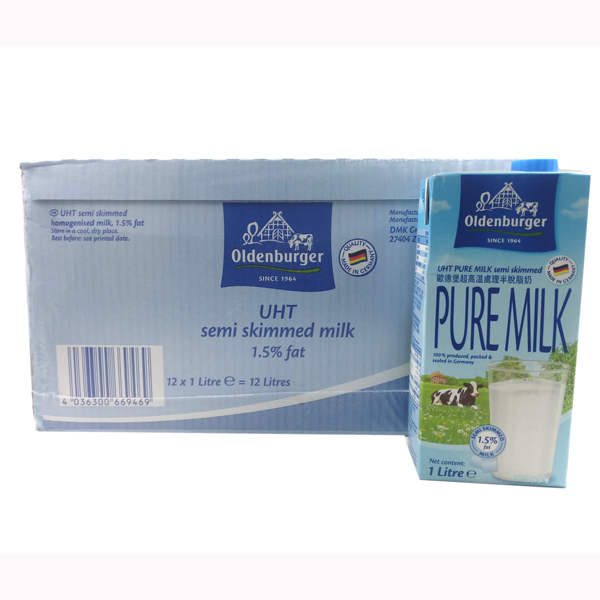 UHT semi skimmed
homogenised milk, 1.5% fat
Store in a cool, dry place.
Best before: see printed date.
Oldenburger
SINCE 1964
QUALITY
MADE IN GERMANY
Manufactu
Manufactu
DMK G
27404 Z
UHT
semi skimmed milk
1.5% fat
12 x 1 Litre ℮ = 12 Litres
4 036300 669469
Oldenburger
SINCE 1964
UHT PURE MILK semi skimmed
歐德堡超高溫處理半脫脂奶
PURE MILK
100% produced, packed &
sealed in Germany
SEMI SKIMMED
1.5%
fat
MILK
Net content:
1 Litre ℮